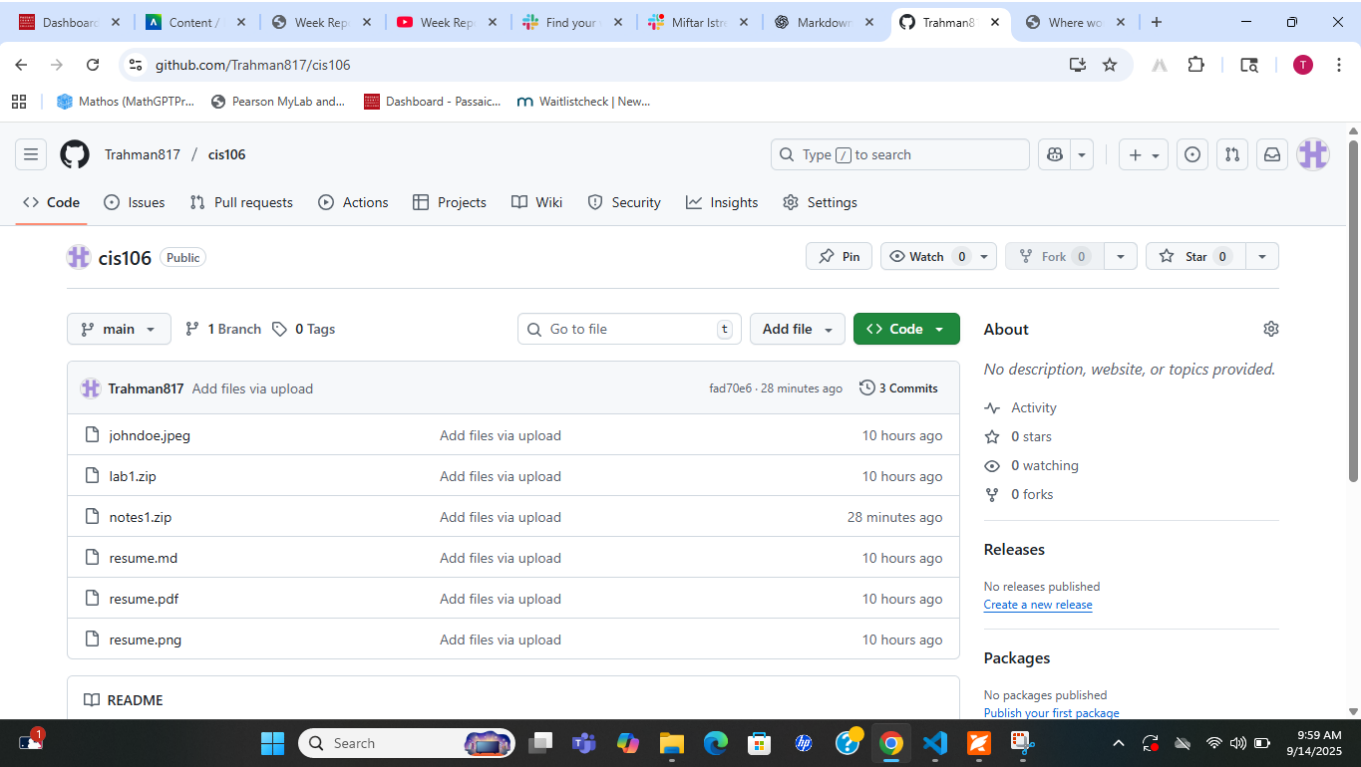 Dashboard
Content /
Week Rep
Week Rep
Find your
Miftar Istre
Markdown
Trahman8
Where wo
github.com/Trahman817/cis106
T
Mathos (MathGPTPr...
Pearson MyLab and...
Dashboard - Passaic...
Waitlistcheck | New...
Trahman817 / cis106
Type / to search
Code
Issues
Pull requests
Actions
Projects
Wiki
Security
Insights
Settings
cis106 Public
Pin
Watch 0
Fork 0
Star 0
main
1 Branch
0 Tags
Go to file t
Add file
<> Code
About
No description, website, or topics provided.
Trahman817 Add files via upload fad70e6 · 28 minutes ago 3 Commits
johndoe.jpeg Add files via upload 10 hours ago
lab1.zip Add files via upload 10 hours ago
notes1.zip Add files via upload 28 minutes ago
resume.md Add files via upload 10 hours ago
resume.pdf Add files via upload 10 hours ago
resume.png Add files via upload 10 hours ago
README
Activity
0 stars
0 watching
0 forks
Releases
No releases published
Create a new release
Packages
No packages published
Publish your first package
1
Search
hp
9:59 AM
9/14/2025